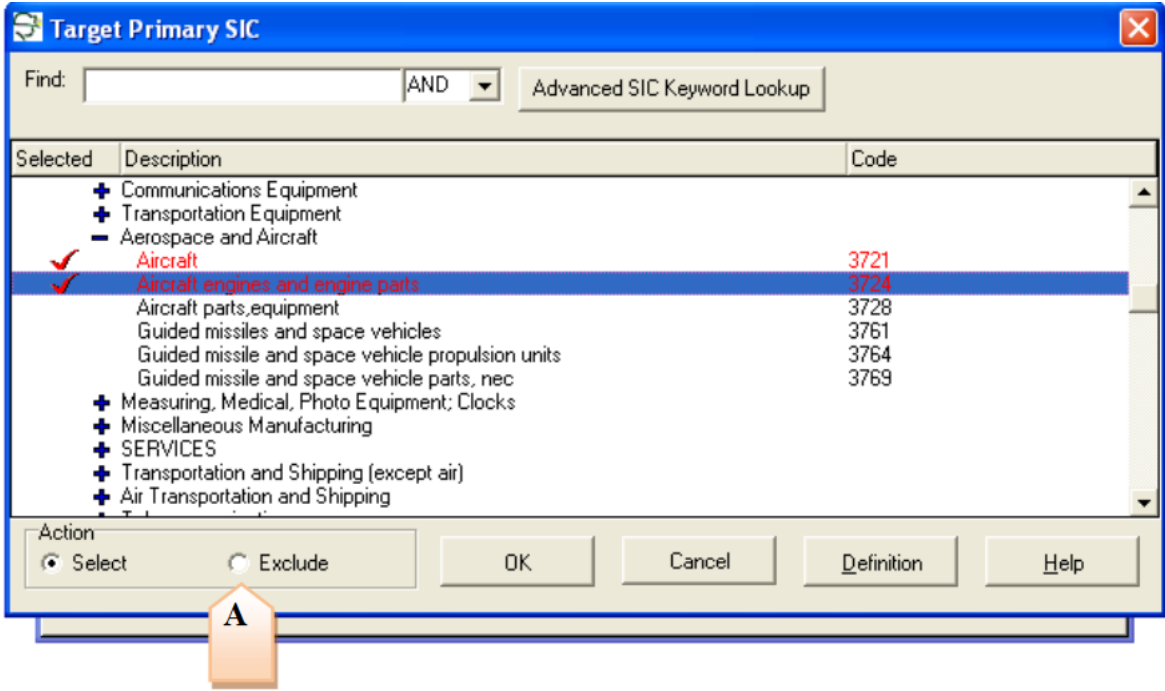 Target Primary SIC
Find: AND Advanced SIC Keyword Lookup
Selected Description Code
Communications Equipment
Transportation Equipment
Aerospace and Aircraft
Aircraft 3721
Aircraft engines and engine parts 3724
Aircraft parts,equipment 3728
Guided missiles and space vehicles 3761
Guided missile and space vehicle propulsion units 3764
Guided missile and space vehicle parts, nec 3769
Measuring, Medical, Photo Equipment; Clocks
Miscellaneous Manufacturing
SERVICES
Transportation and Shipping (except air)
Air Transportation and Shipping
Action
Select Exclude OK Cancel Definition Help
A